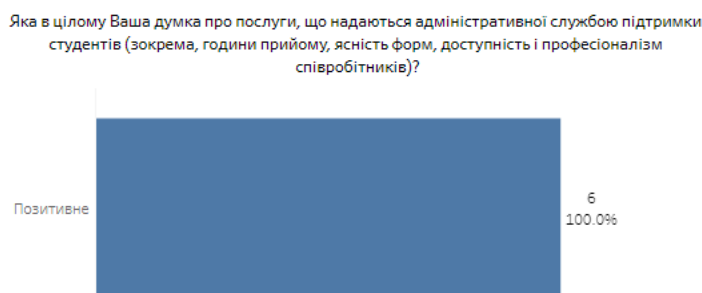 Яка в цілому Ваша думка про послуги, що надаються адміністративної службою підтримки
студентів (зокрема, години прийому, ясність форм, доступність і професіоналізм
співробітників)?
Позитивне
6
100.0%